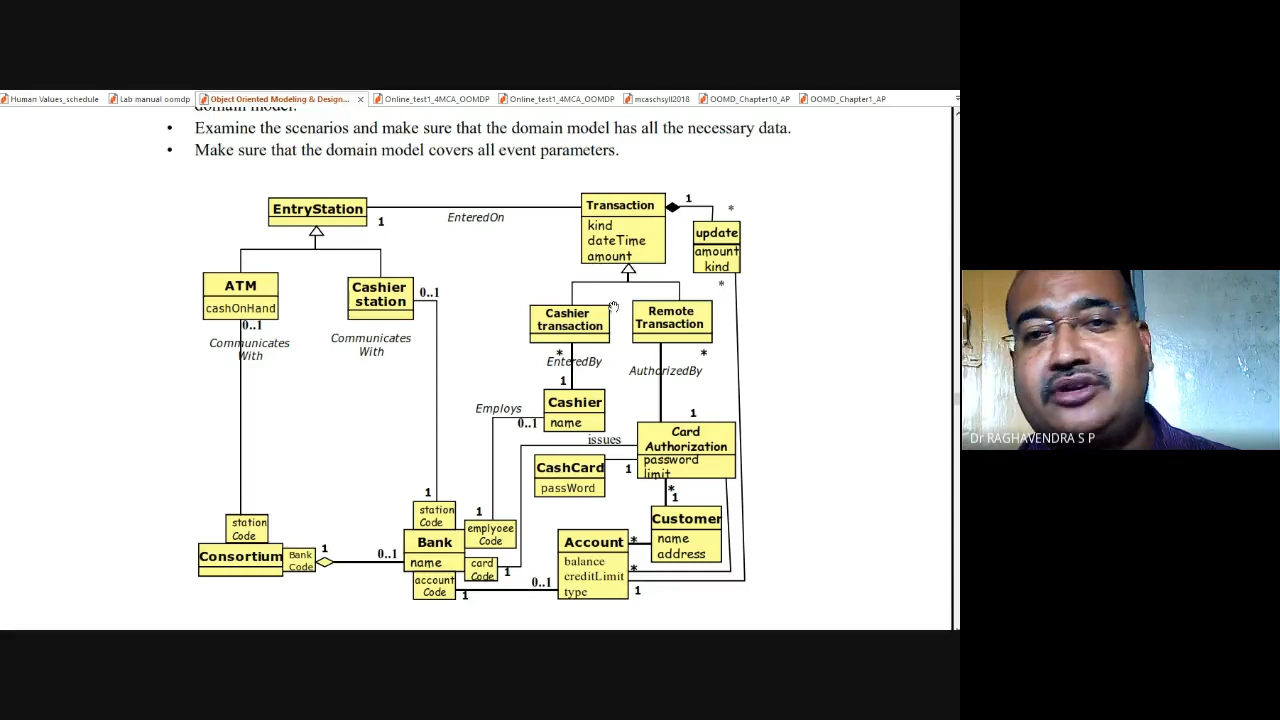 Human Values_schedule
Lab manual oomdp
Object Oriented Modeling & Design...
Online_test1_4MCA_OOMDP
Online_test1_4MCA_OOMDP
mcaschsyll2018
OOMD_Chapter10_AP
OOMD_Chapter1_AP
domain model.
• Examine the scenarios and make sure that the domain model has all the necessary data.
• Make sure that the domain model covers all event parameters.
EntryStation
1
EnteredOn
Transaction
kind
dateTime
amount
1
*
update
amount
kind
*
ATM
cashOnHand
0..1
Communicates
With
Cashier
station
0..1
Communicates
With
Cashier
transaction
*
EnteredBy
1
Remote
Transaction
*
AuthorizedBy
1
Employs
0..1
Cashier
name
issues
Card
Authorization
password
limit
CashCard
passWord
1
*
1
Customer
name
address
1
station
Code
1
emplyoee
Code
station
Code
Consortium
Bank
Code
1
0..1
Bank
name
card
Code
1
account
Code
1
0..1
Account
balance
creditLimit
type
*
*
1
Dr RAGHAVENDRA S P